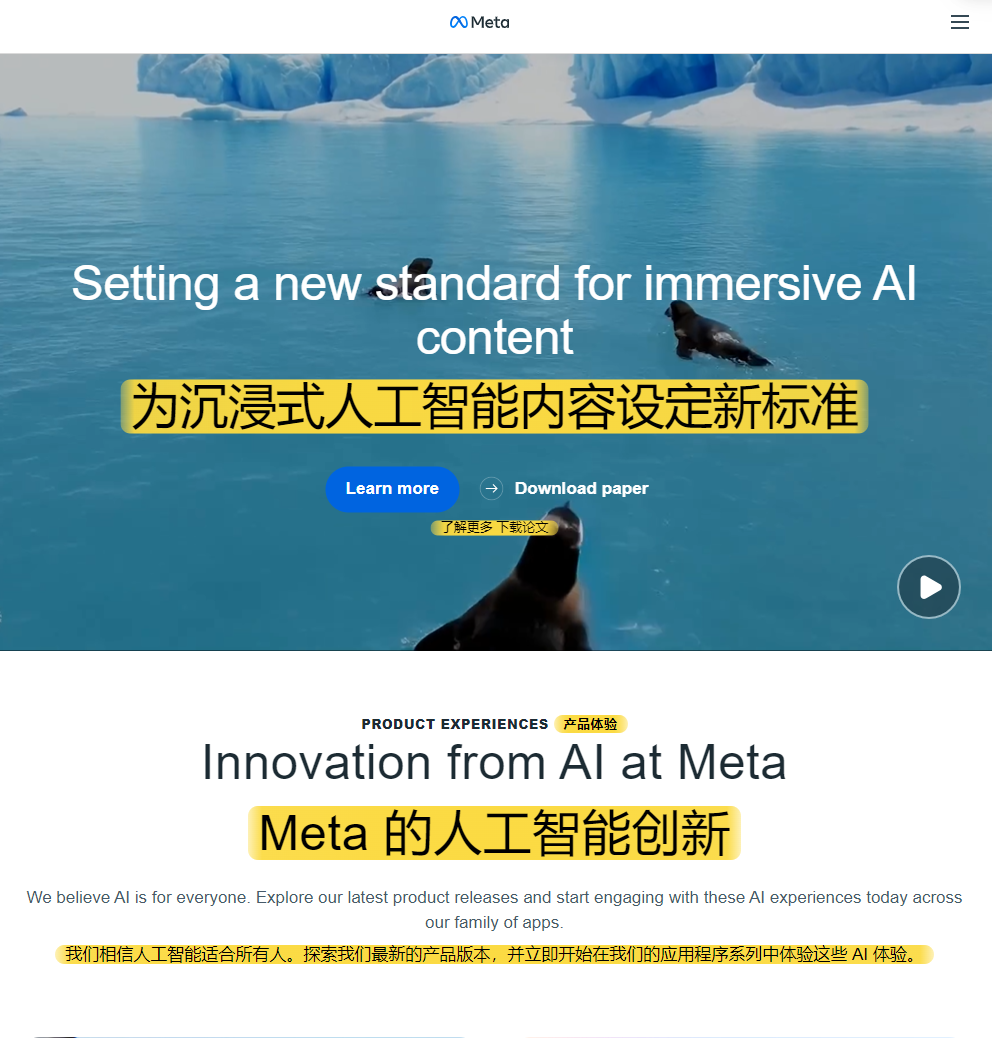 Meta
Setting a new standard for immersive AI
content
为沉浸式人工智能内容设定新标准
Learn more
Download paper
了解更多 下载论文
PRODUCT EXPERIENCES 产品体验
Innovation from AI at Meta
Meta 的人工智能创新
We believe AI is for everyone. Explore our latest product releases and start engaging with these AI experiences today across
our family of apps.
我们相信人工智能适合所有人。探索我们最新的产品版本，并立即开始在我们的应用程序系列中体验这些 AI 体验。